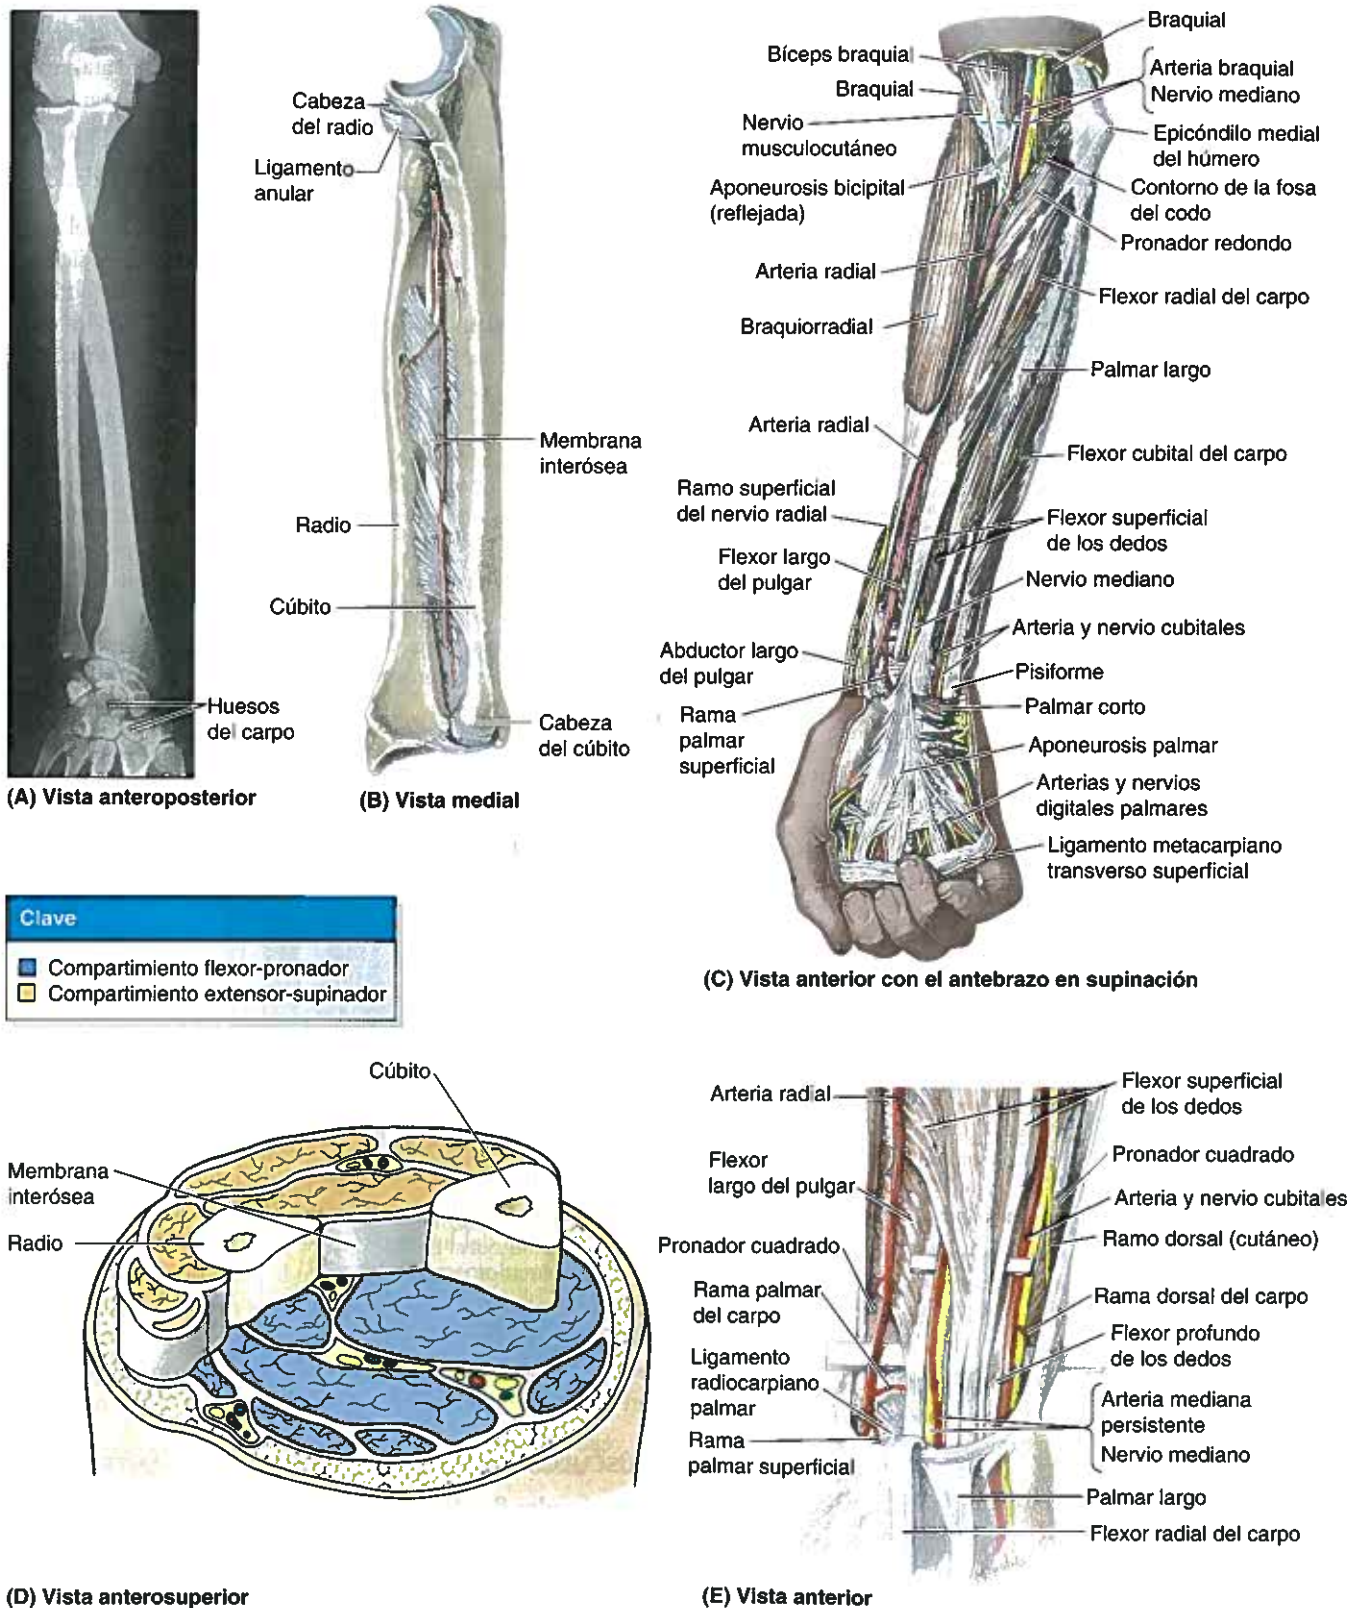 Cabeza
del radio
Ligamento
anular
Membrana
interósea
Radio
Cúbito
Huesos
del carpo
Cabeza
del cúbito
(A) Vista anteroposterior
(B) Vista medial
Braquial
Bíceps braquial
Arteria braquial
Braquial
Nervio mediano
Nervio
musculocutáneo
Epicóndilo medial
del húmero
Aponeurosis bicipital
(reflejada)
Contorno de la fosa
del codo
Pronador redondo
Arteria radial
Flexor radial del carpo
Braquiorradial
Palmar largo
Arteria radial
Flexor cubital del carpo
Ramo superficial
del nervio radial
Flexor superficial
de los dedos
Flexor largo
del pulgar
Nervio mediano
Arteria y nervio cubitales
Abductor largo
del pulgar
Pisiforme
Rama
palmar
superficial
Palmar corto
Aponeurosis palmar
Arterias y nervios
digitales palmares
Ligamento metacarpiano
transverso superficial
(C) Vista anterior con el antebrazo en supinación
Clave
Compartimiento flexor-pronador
Compartimiento extensor-supinador
Cúbito
Membrana
interósea
Radio
(D) Vista anterosuperior
Arteria radial
Flexor superficial
de los dedos
Flexor
largo del pulgar
Pronador cuadrado
Arteria y nervio cubitales
Pronador cuadrado
Ramo dorsal (cutáneo)
Rama palmar
del carpo
Rama dorsal del carpo
Flexor profundo
de los dedos
Ligamento
radiocarpiano
palmar
Arteria mediana
persistente
Rama
palmar superficial
Nervio mediano
Palmar largo
Flexor radial del carpo
(E) Vista anterior